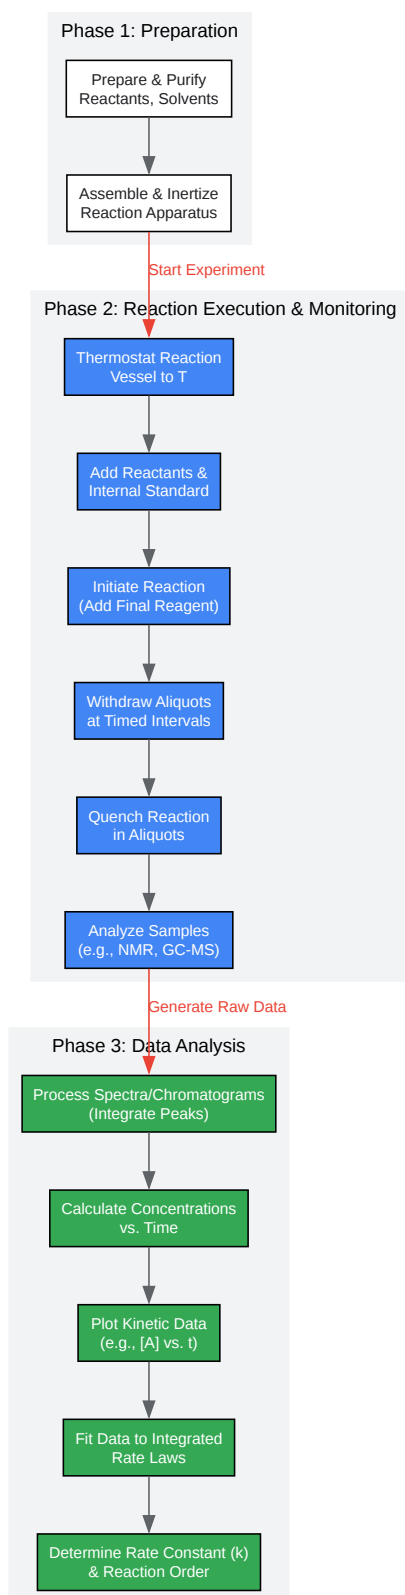 Phase 1: Preparation
Prepare & Purify
Reactants, Solvents
Assemble & Inertize
Reaction Apparatus
Start Experiment
Phase 2: Reaction Execution & Monitoring
Thermostat Reaction
Vessel to T
Add Reactants &
Internal Standard
Initiate Reaction
(Add Final Reagent)
Withdraw Aliquots
at Timed Intervals
Quench Reaction
in Aliquots
Analyze Samples
(e.g., NMR, GC-MS)
Generate Raw Data
Phase 3: Data Analysis
Process Spectra/Chromatograms
(Integrate Peaks)
Calculate Concentrations
vs. Time
Plot Kinetic Data
(e.g., [A] vs. t)
Fit Data to Integrated
Rate Laws
Determine Rate Constant (k)
& Reaction Order